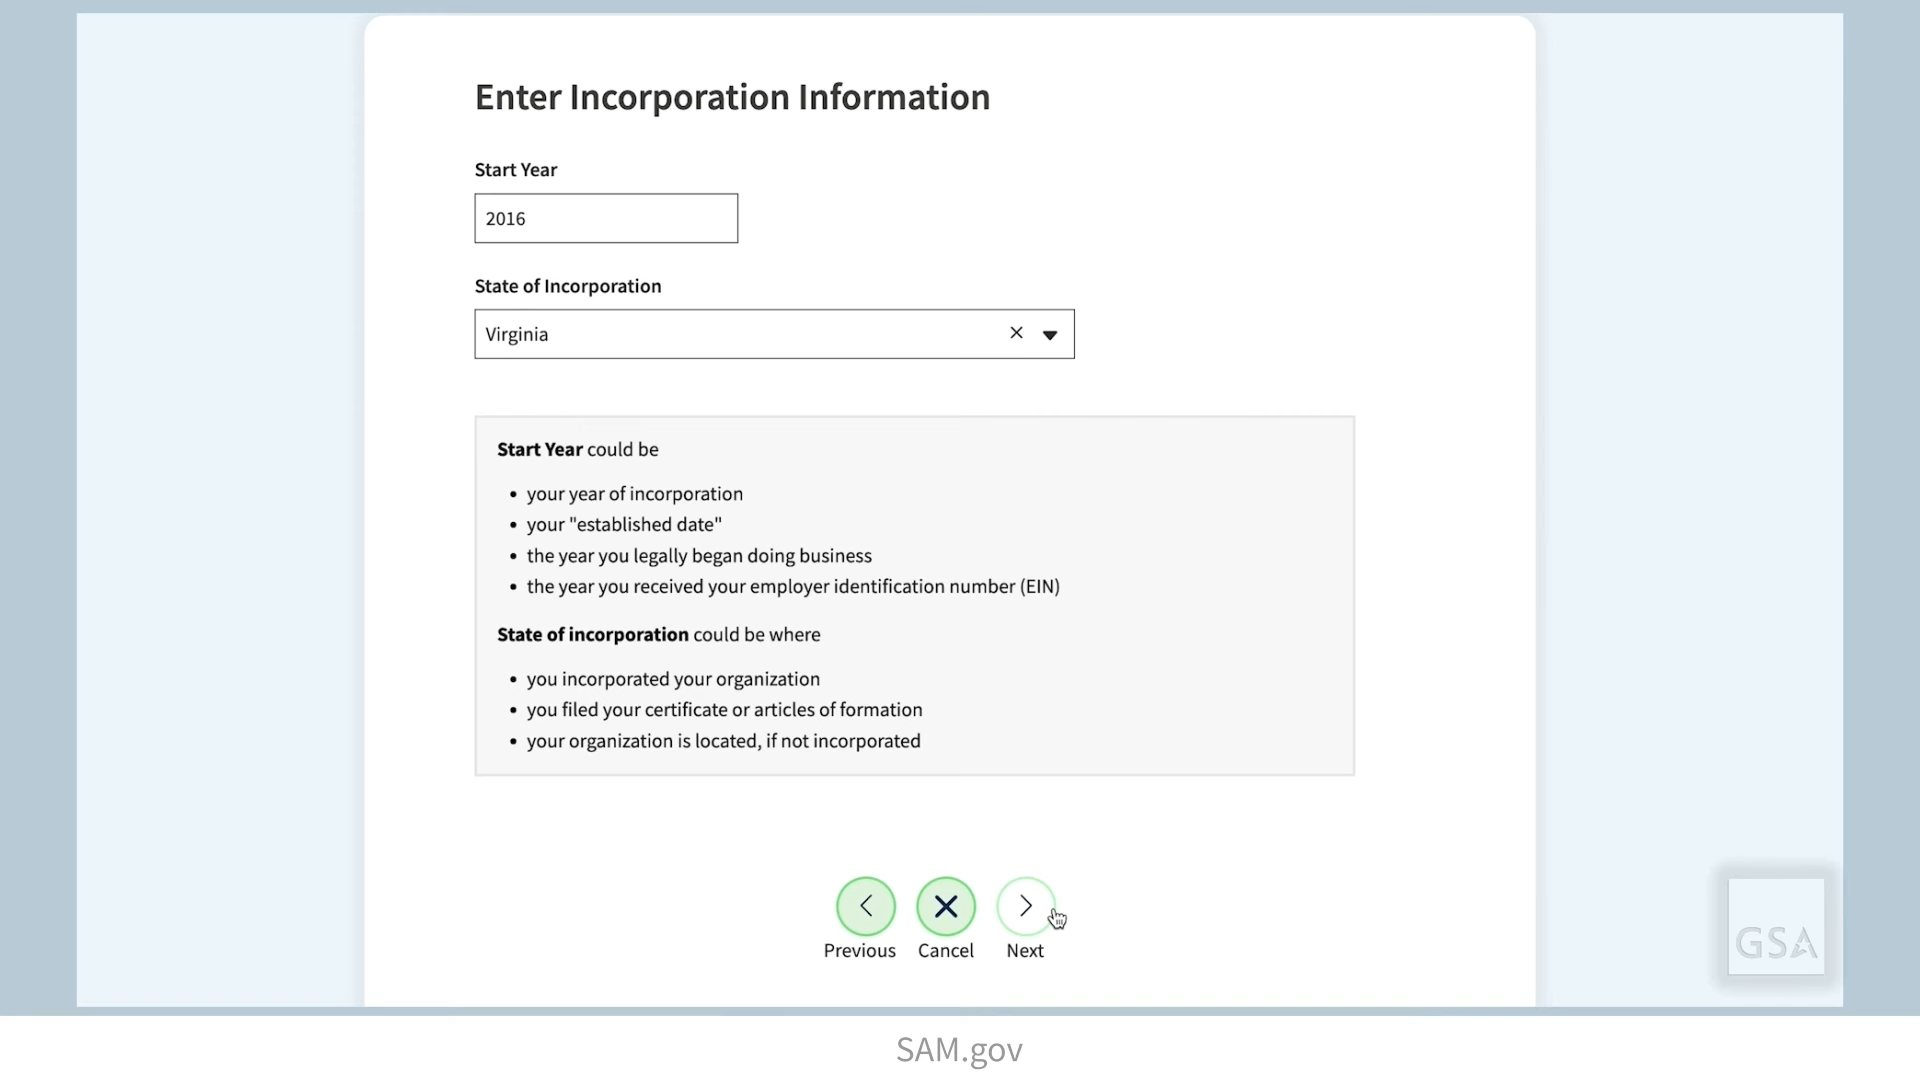 Enter Incorporation Information
Start Year
2016
State of Incorporation
Virginia
Start Year could be
• your year of incorporation
• your "established date"
• the year you legally began doing business
• the year you received your employer identification number (EIN)
State of incorporation could be where
• you incorporated your organization
• you filed your certificate or articles of formation
• your organization is located, if not incorporated
Previous Cancel Next
GSA
SAM.gov